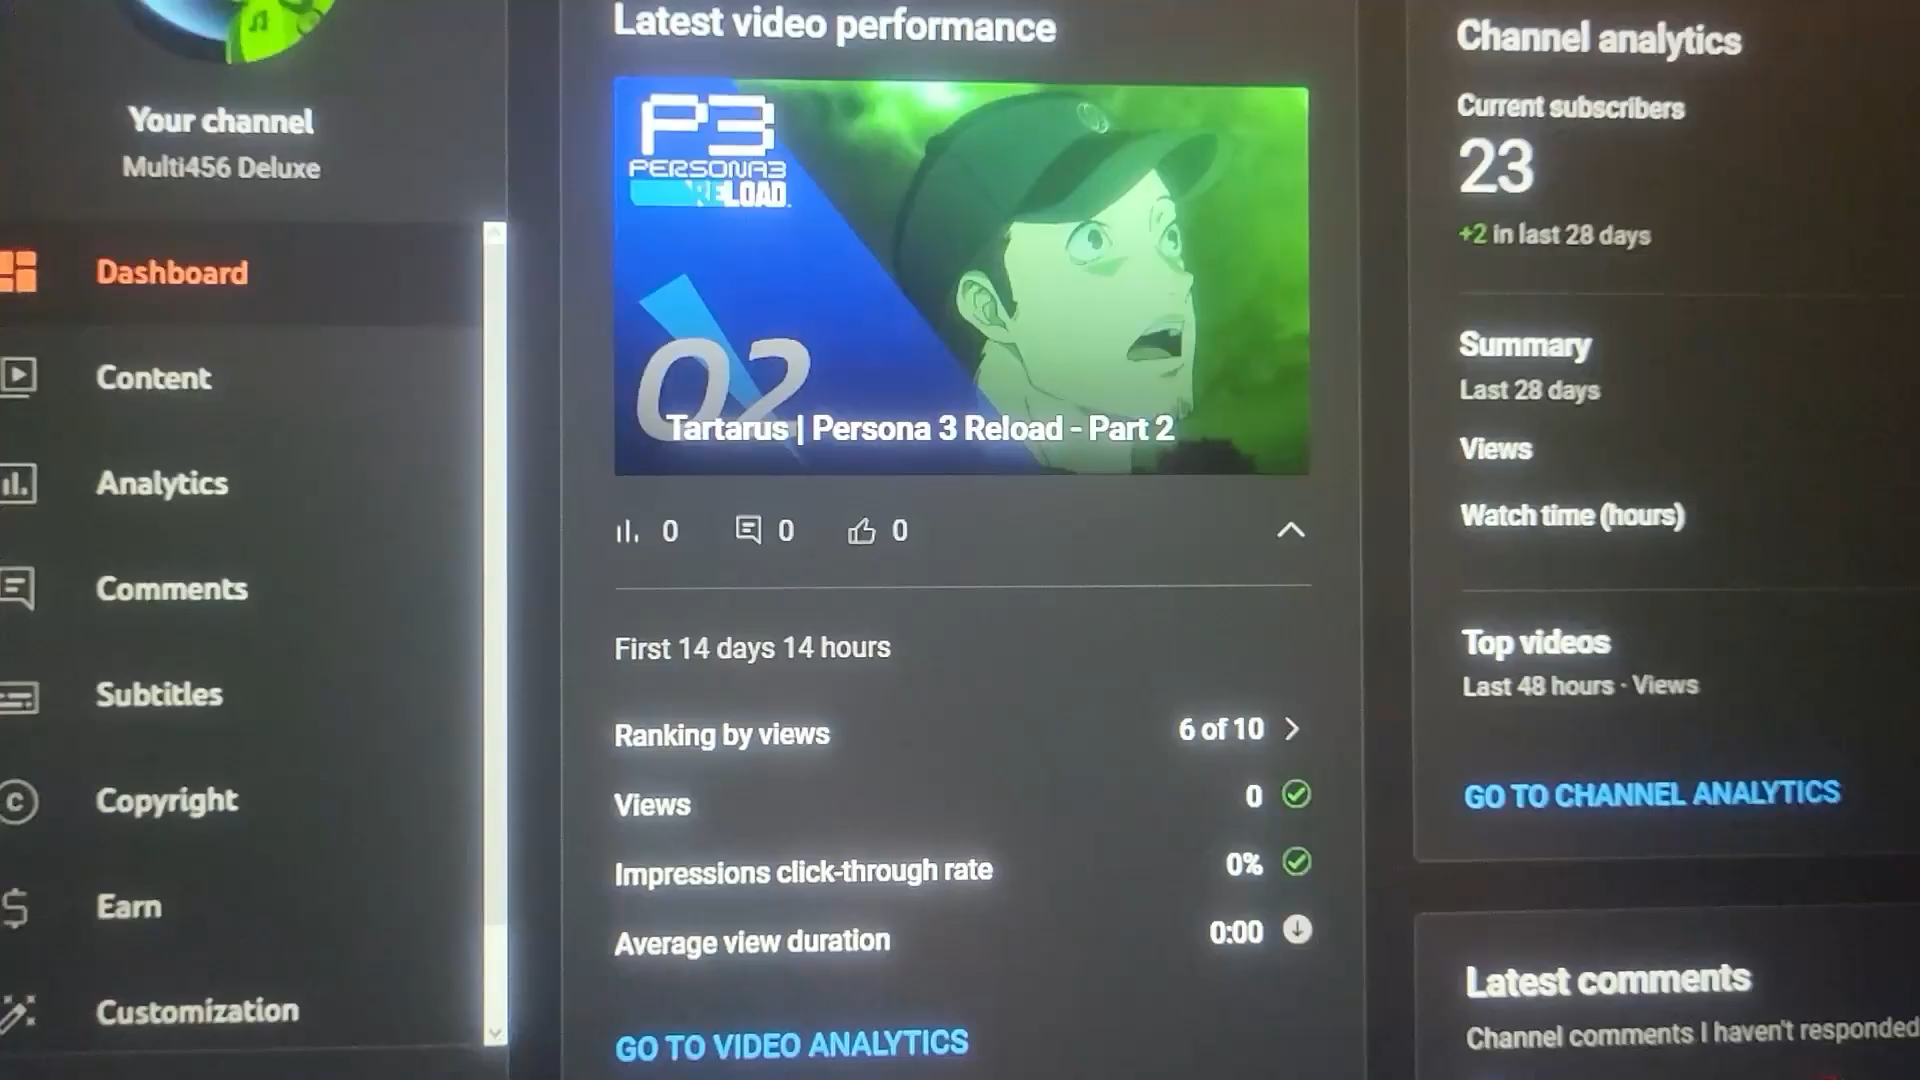 Your channel
Multi456 Deluxe
Dashboard
Content
Analytics
Comments
Subtitles
Copyright
Earn
Customization
Latest video performance
P3
PERSONA3
RELOAD
02
Tartarus | Persona 3 Reload - Part 2
0 0 0
First 14 days 14 hours
Ranking by views 6 of 10
Views 0
Impressions click-through rate 0%
Average view duration 0:00
GO TO VIDEO ANALYTICS
Channel analytics
Current subscribers
23
+2 in last 28 days
Summary
Last 28 days
Views
Watch time (hours)
Top videos
Last 48 hours · Views
GO TO CHANNEL ANALYTICS
Latest comments
Channel comments I haven't responded